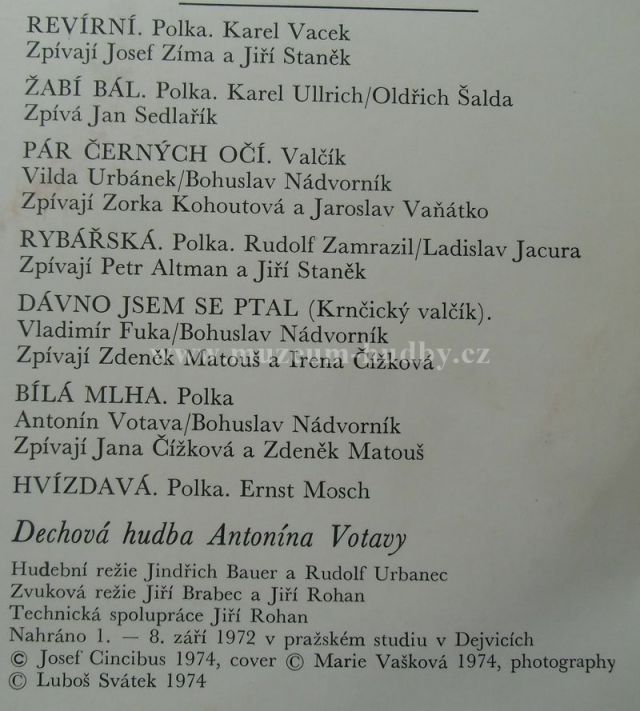 REVÍRNÍ. Polka. Karel Vacek
Zpívají Josef Zíma a Jiří Staněk
ŽABÍ BÁL. Polka. Karel Ullrich/Oldřich Šalda
Zpívá Jan Sedlařík
PÁR ČERNÝCH OČÍ. Valčík
Vilda Urbánek/Bohuslav Nádvorník
Zpívají Zorka Kohoutová a Jaroslav Vaňátko
RYBÁŘSKÁ. Polka. Rudolf Zamrazil/Ladislav Jacura
Zpívají Petr Altman a Jiří Staněk
DÁVNO JSEM SE PTAL (Krnčický valčík).
Vladimír Fuka/Bohuslav Nádvorník
Zpívají Zdeněk Matouš a Irena Čížková
www.muzeum-hudby.cz
BÍLÁ MLHA. Polka
Antonín Votava/Bohuslav Nádvorník
Zpívají Jana Čížková a Zdeněk Matouš
HVÍZDAVÁ. Polka. Ernst Mosch
Dechová hudba Antonína Votavy
Hudební režie Jindřich Bauer a Rudolf Urbanec
Zvuková režie Jiří Brabec a Jiří Rohan
Technická spolupráce Jiří Rohan
Nahráno 1. — 8. září 1972 v pražském studiu v Dejvicích
© Josef Cincibus 1974, cover © Marie Vašková 1974, photography
© Luboš Svátek 1974